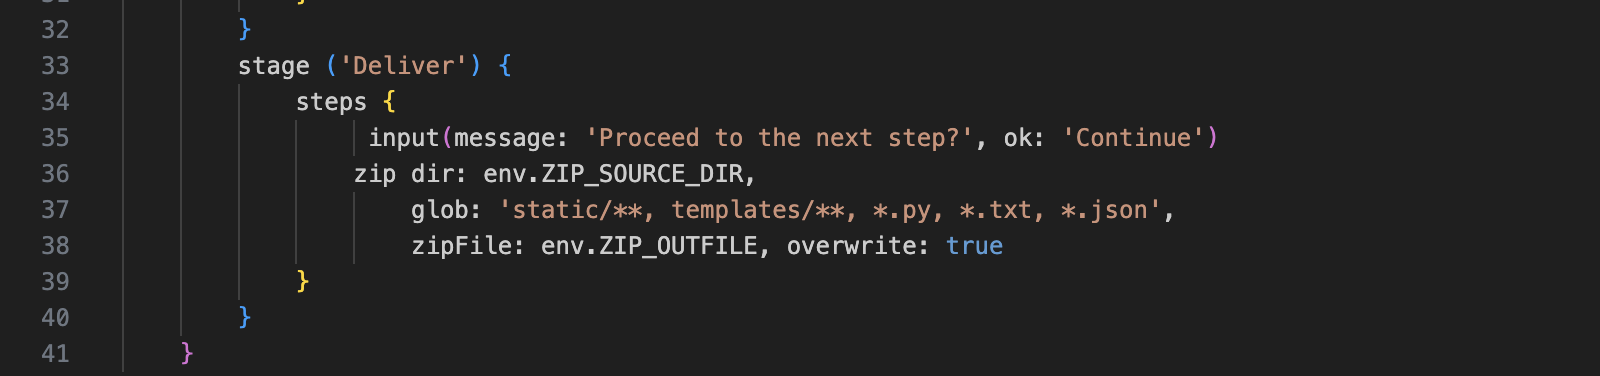 32 }
33 stage ('Deliver') {
34 steps {
35 input(message: 'Proceed to the next step?', ok: 'Continue')
36 zip dir: env.ZIP_SOURCE_DIR,
37 glob: 'static/**, templates/**, *.py, *.txt, *.json',
38 zipFile: env.ZIP_OUTFILE, overwrite: true
39 }
40 }
41 }